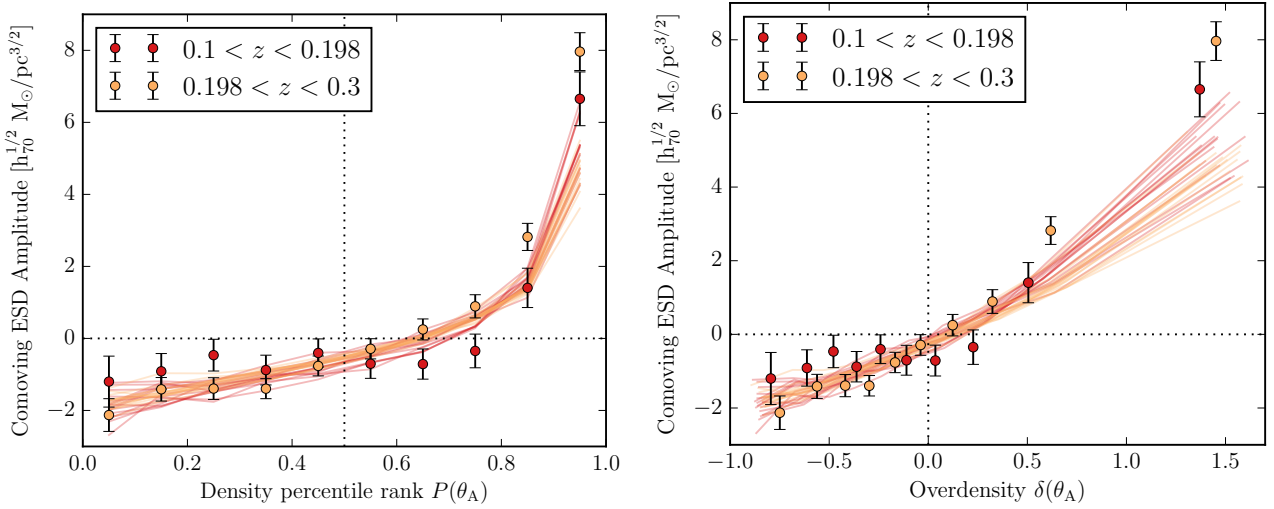 Comoving ESD Amplitude [h₇₀^{1/2} M⊙/pc^{3/2}]
8
6
4
2
0
−2
0.1 < z < 0.198
0.198 < z < 0.3
0.0 0.2 0.4 0.6 0.8 1.0
Density percentile rank P(θ_A)
Comoving ESD Amplitude [h₇₀^{1/2} M⊙/pc^{3/2}]
8
6
4
2
0
−2
0.1 < z < 0.198
0.198 < z < 0.3
−1.0 −0.5 0.0 0.5 1.0 1.5
Overdensity δ(θ_A)